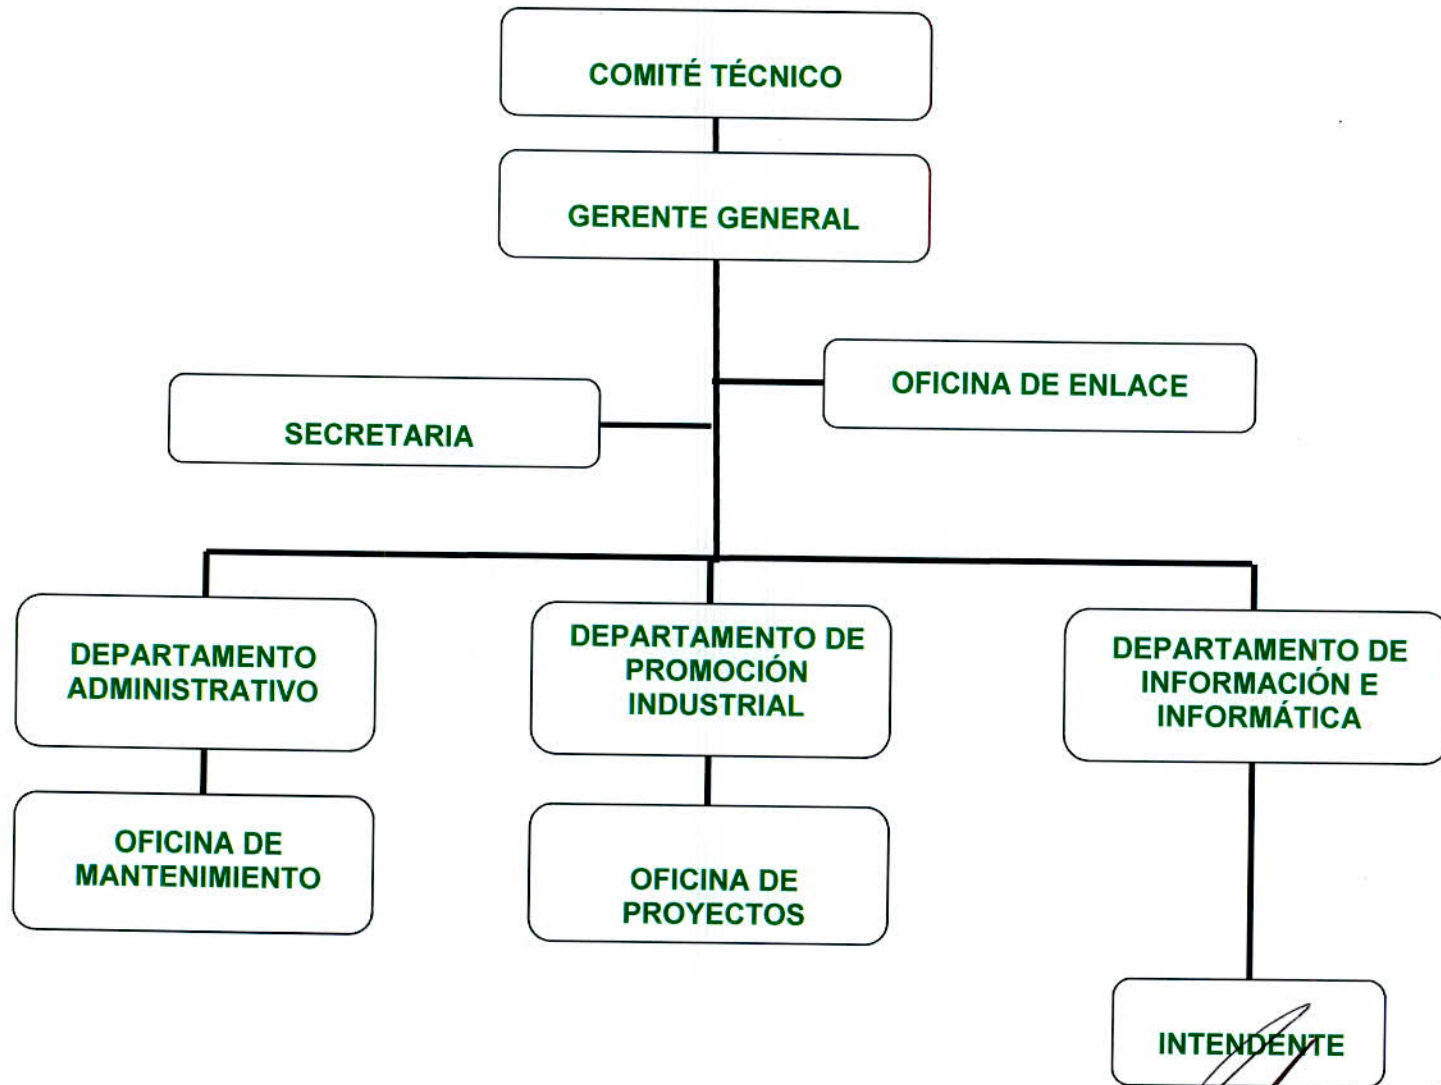 COMITÉ TÉCNICO
GERENTE GENERAL
OFICINA DE ENLACE
SECRETARIA
DEPARTAMENTO
ADMINISTRATIVO
DEPARTAMENTO DE
PROMOCIÓN
INDUSTRIAL
DEPARTAMENTO DE
INFORMACIÓN E
INFORMÁTICA
OFICINA DE
MANTENIMIENTO
OFICINA DE
PROYECTOS
INTENDENTE